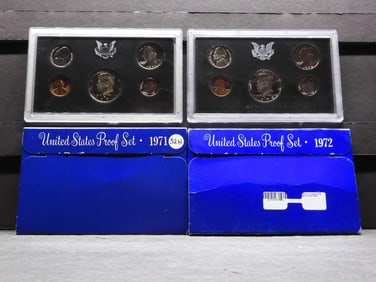 United States Proof Set · 1971
United States Proof Set · 1972